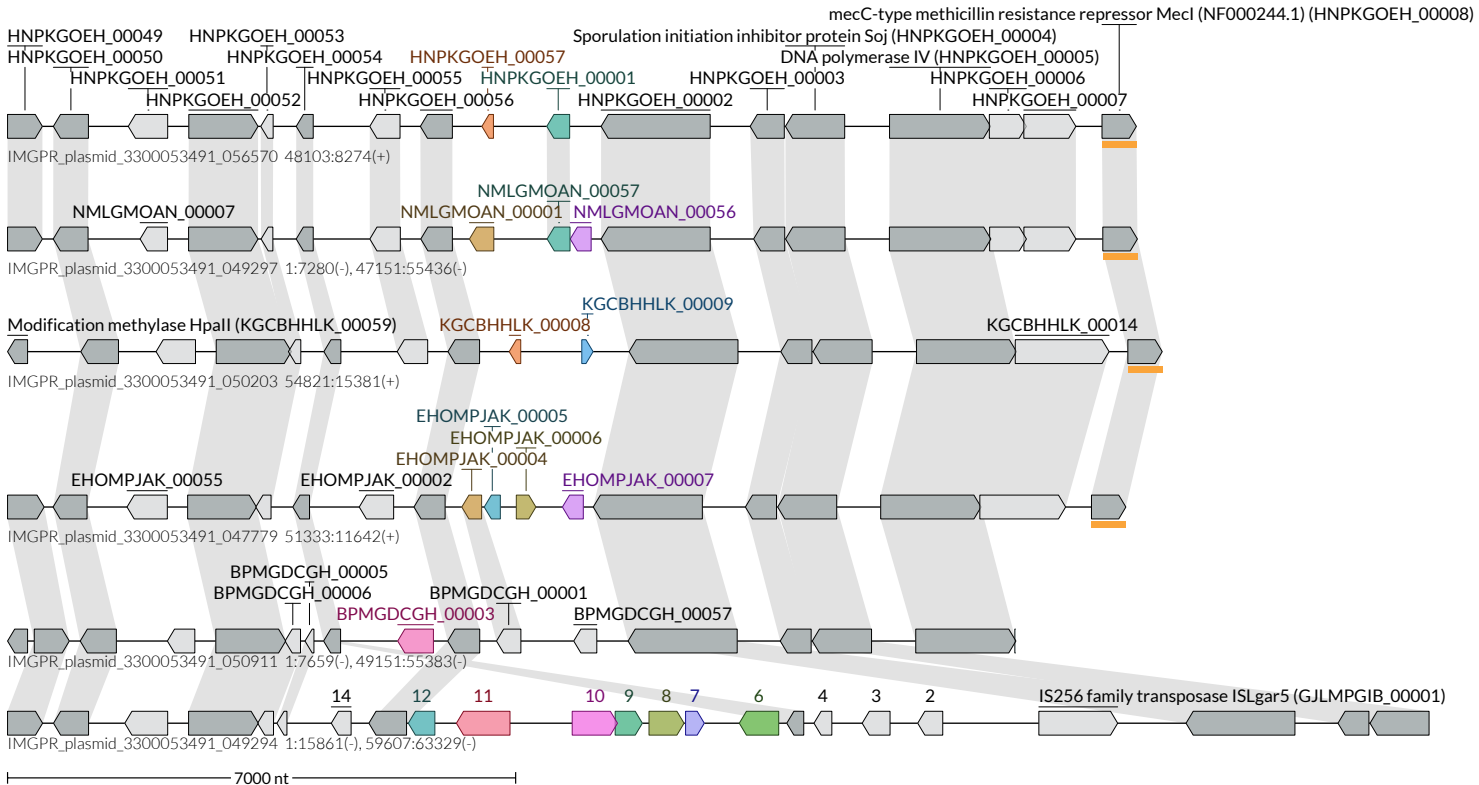 mecC-type methicillin resistance repressor MecI (NF000244.1) (HNPKGOEH_00008)
HNPKGOEH_00049 HNPKGOEH_00053 Sporulation initiation inhibitor protein Soj (HNPKGOEH_00004)
HNPKGOEH_00050 HNPKGOEH_00054 HNPKGOEH_00057 DNA polymerase IV (HNPKGOEH_00005)
HNPKGOEH_00051 HNPKGOEH_00055 HNPKGOEH_00001 HNPKGOEH_00003 HNPKGOEH_00006
HNPKGOEH_00052 HNPKGOEH_00056 HNPKGOEH_00002 HNPKGOEH_00007
IMGPR_plasmid_3300053491_056570 48103:8274(+)
NMLGMOAN_00057
NMLGMOAN_00007 NMLGMOAN_00001 NMLGMOAN_00056
IMGPR_plasmid_3300053491_049297 1:7280(-), 47151:55436(-)
KGCBHHLK_00009
Modification methylase HpaII (KGCBHHLK_00059) KGCBHHLK_00008 KGCBHHLK_00014
IMGPR_plasmid_3300053491_050203 54821:15381(+)
EHOMPJAK_00005
EHOMPJAK_00006
EHOMPJAK_00004
EHOMPJAK_00055 EHOMPJAK_00002 EHOMPJAK_00007
IMGPR_plasmid_3300053491_047779 51333:11642(+)
BPMGDCGH_00005
BPMGDCGH_00006 BPMGDCGH_00001
BPMGDCGH_00003 BPMGDCGH_00057
IMGPR_plasmid_3300053491_050911 1:7659(-), 49151:55383(-)
14 12 11 10 9 8 7 6 4 3 2 IS256 family transposase ISLgar5 (GJLMPGIB_00001)
IMGPR_plasmid_3300053491_049294 1:15861(-), 59607:63329(-)
7000 nt